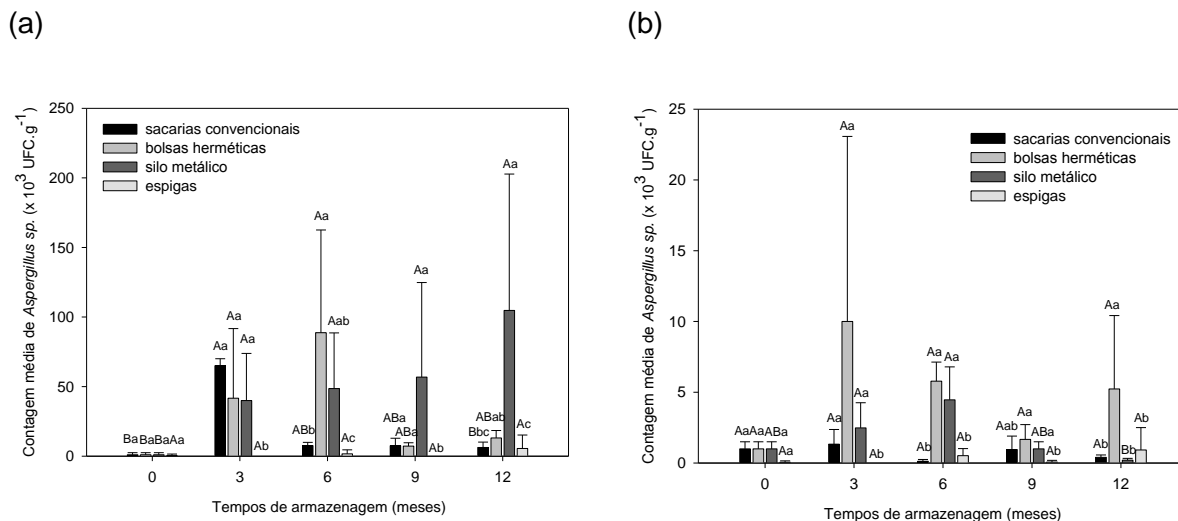 (a)
Contagem média de Aspergillus sp. (x 10³ UFC.g⁻¹)
250
200
150
100
50
0
sacarias convencionais
bolsas herméticas
silo metálico
espigas
Ba Ba Ba Aa
Aa Aa Aa Ab
ABb Aa Aab Ac
ABa ABa Aa Ab
Bbc ABab Aa Ac
0 3 6 9 12
Tempos de armazenagem (meses)
(b)
Contagem média de Aspergillus sp. (x 10³ UFC.g⁻¹)
25
20
15
10
5
0
sacarias convencionais
bolsas herméticas
silo metálico
espigas
Aa Aa ABa Aa
Aa Aa Aa Ab
Ab Aa Aa Ab
Aab Aa ABa Ab
Ab Aa Bb Ab
0 3 6 9 12
Tempos de armazenagem (meses)